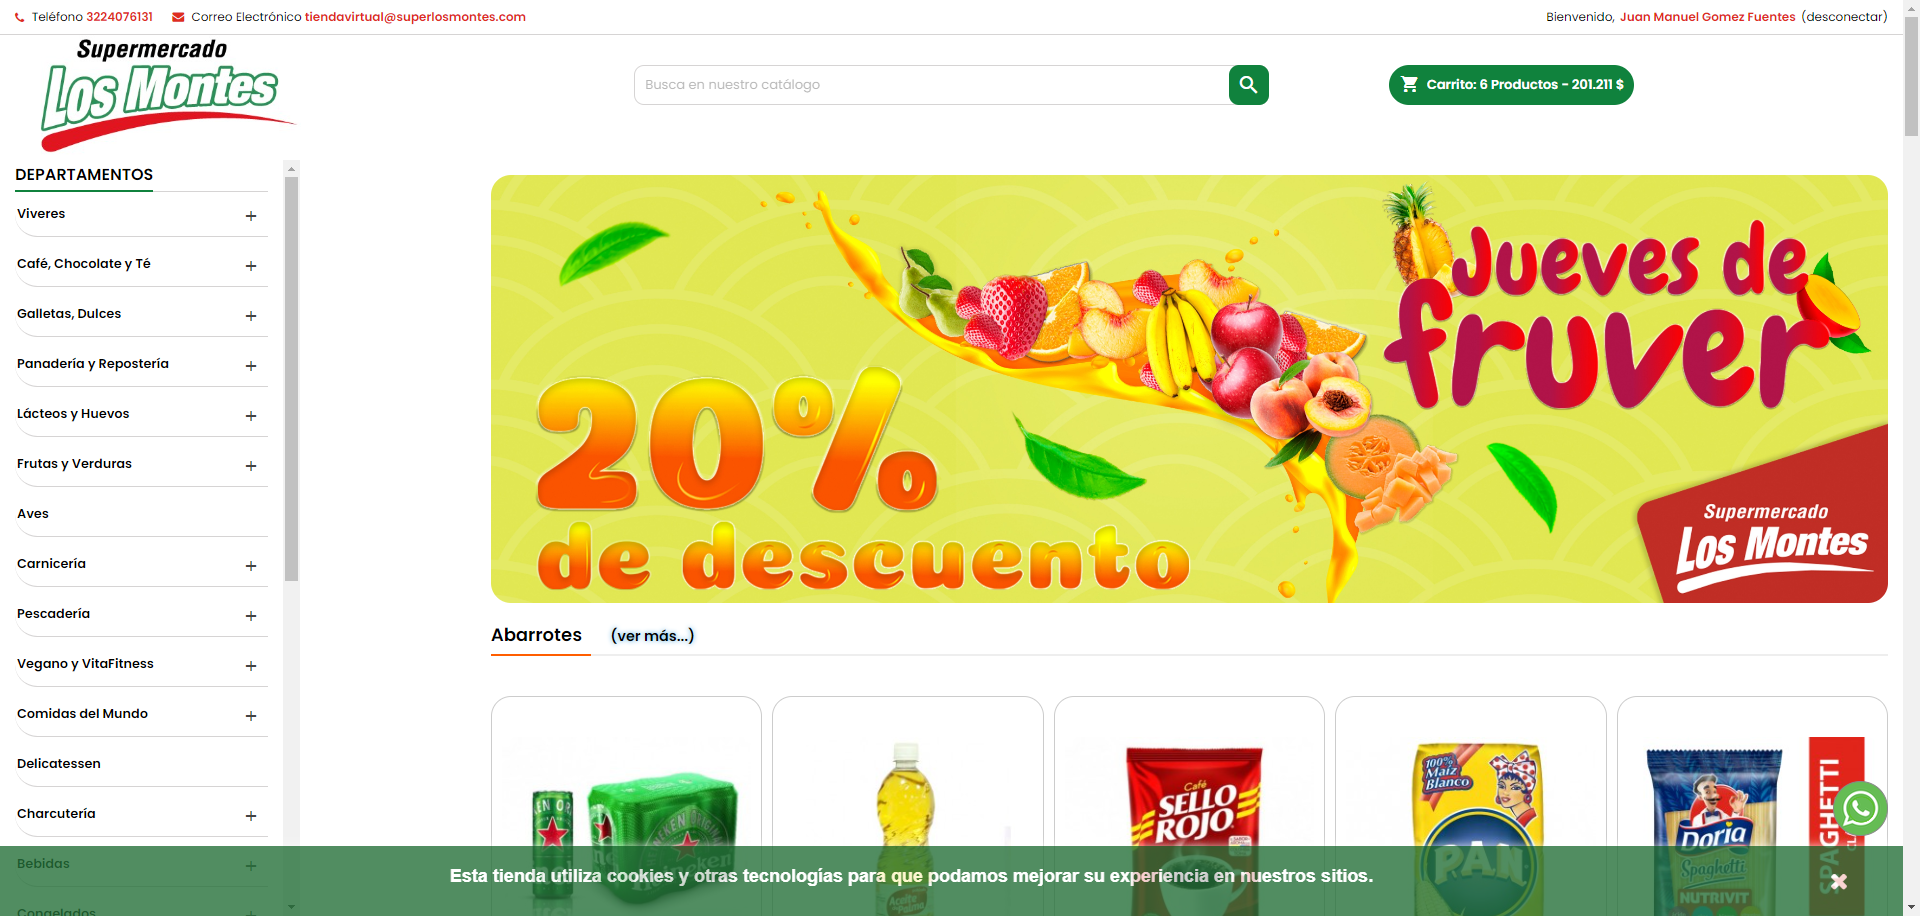 Teléfono 3224076131 Correo Electrónico tiendavirtual@superlosmontes.com Bienvenido, Juan Manuel Gomez Fuentes (desconectar)
Supermercado
Los Montes
Busca en nuestro catálogo
Carrito: 6 Productos - 201.211 $
DEPARTAMENTOS
Viveres
Café, Chocolate y Té
Galletas, Dulces
Panadería y Repostería
Lácteos y Huevos
Frutas y Verduras
Aves
Carnicería
Pescadería
Vegano y VitaFitness
Comidas del Mundo
Delicatessen
Charcutería
Bebidas
Congelados
Jueves de
fruver
20%
de descuento
Supermercado
Los Montes
Abarrotes (ver más...)
Heineken
Aceite
Café
SELLO
ROJO
100%
Maíz
Blanco
PAN
Doria
Spaghetti
NUTRIVIT
SPAGHETTI
Esta tienda utiliza cookies y otras tecnologías para que podamos mejorar su experiencia en nuestros sitios.